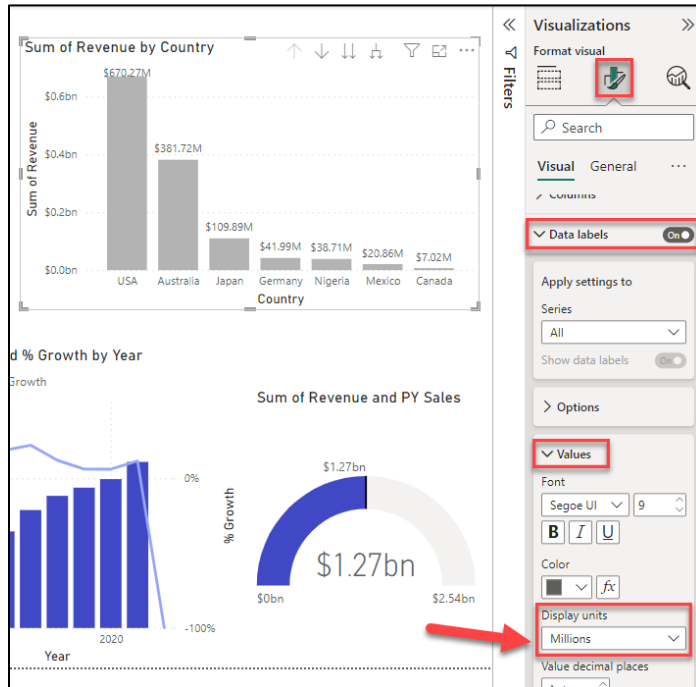 Sum of Revenue by Country
$670.27M
$0.6bn
$0.4bn
$0.2bn
$0.0bn
Sum of Revenue
$381.72M
$109.89M
$41.99M
$38.71M
$20.86M
$7.02M
USA Australia Japan Germany Nigeria Mexico Canada
Country
d % Growth by Year
Growth
0%
-100%
% Growth
2020
Year
Sum of Revenue and PY Sales
$1.27bn
$1.27bn
$0bn $2.54bn
Filters
Visualizations
Format visual
Search
Visual General
Columns
Data labels On
Apply settings to
Series
All
Show data labels On
Options
Values
Font
Segoe UI 9
B I U
Color
fx
Display units
Millions
Value decimal places